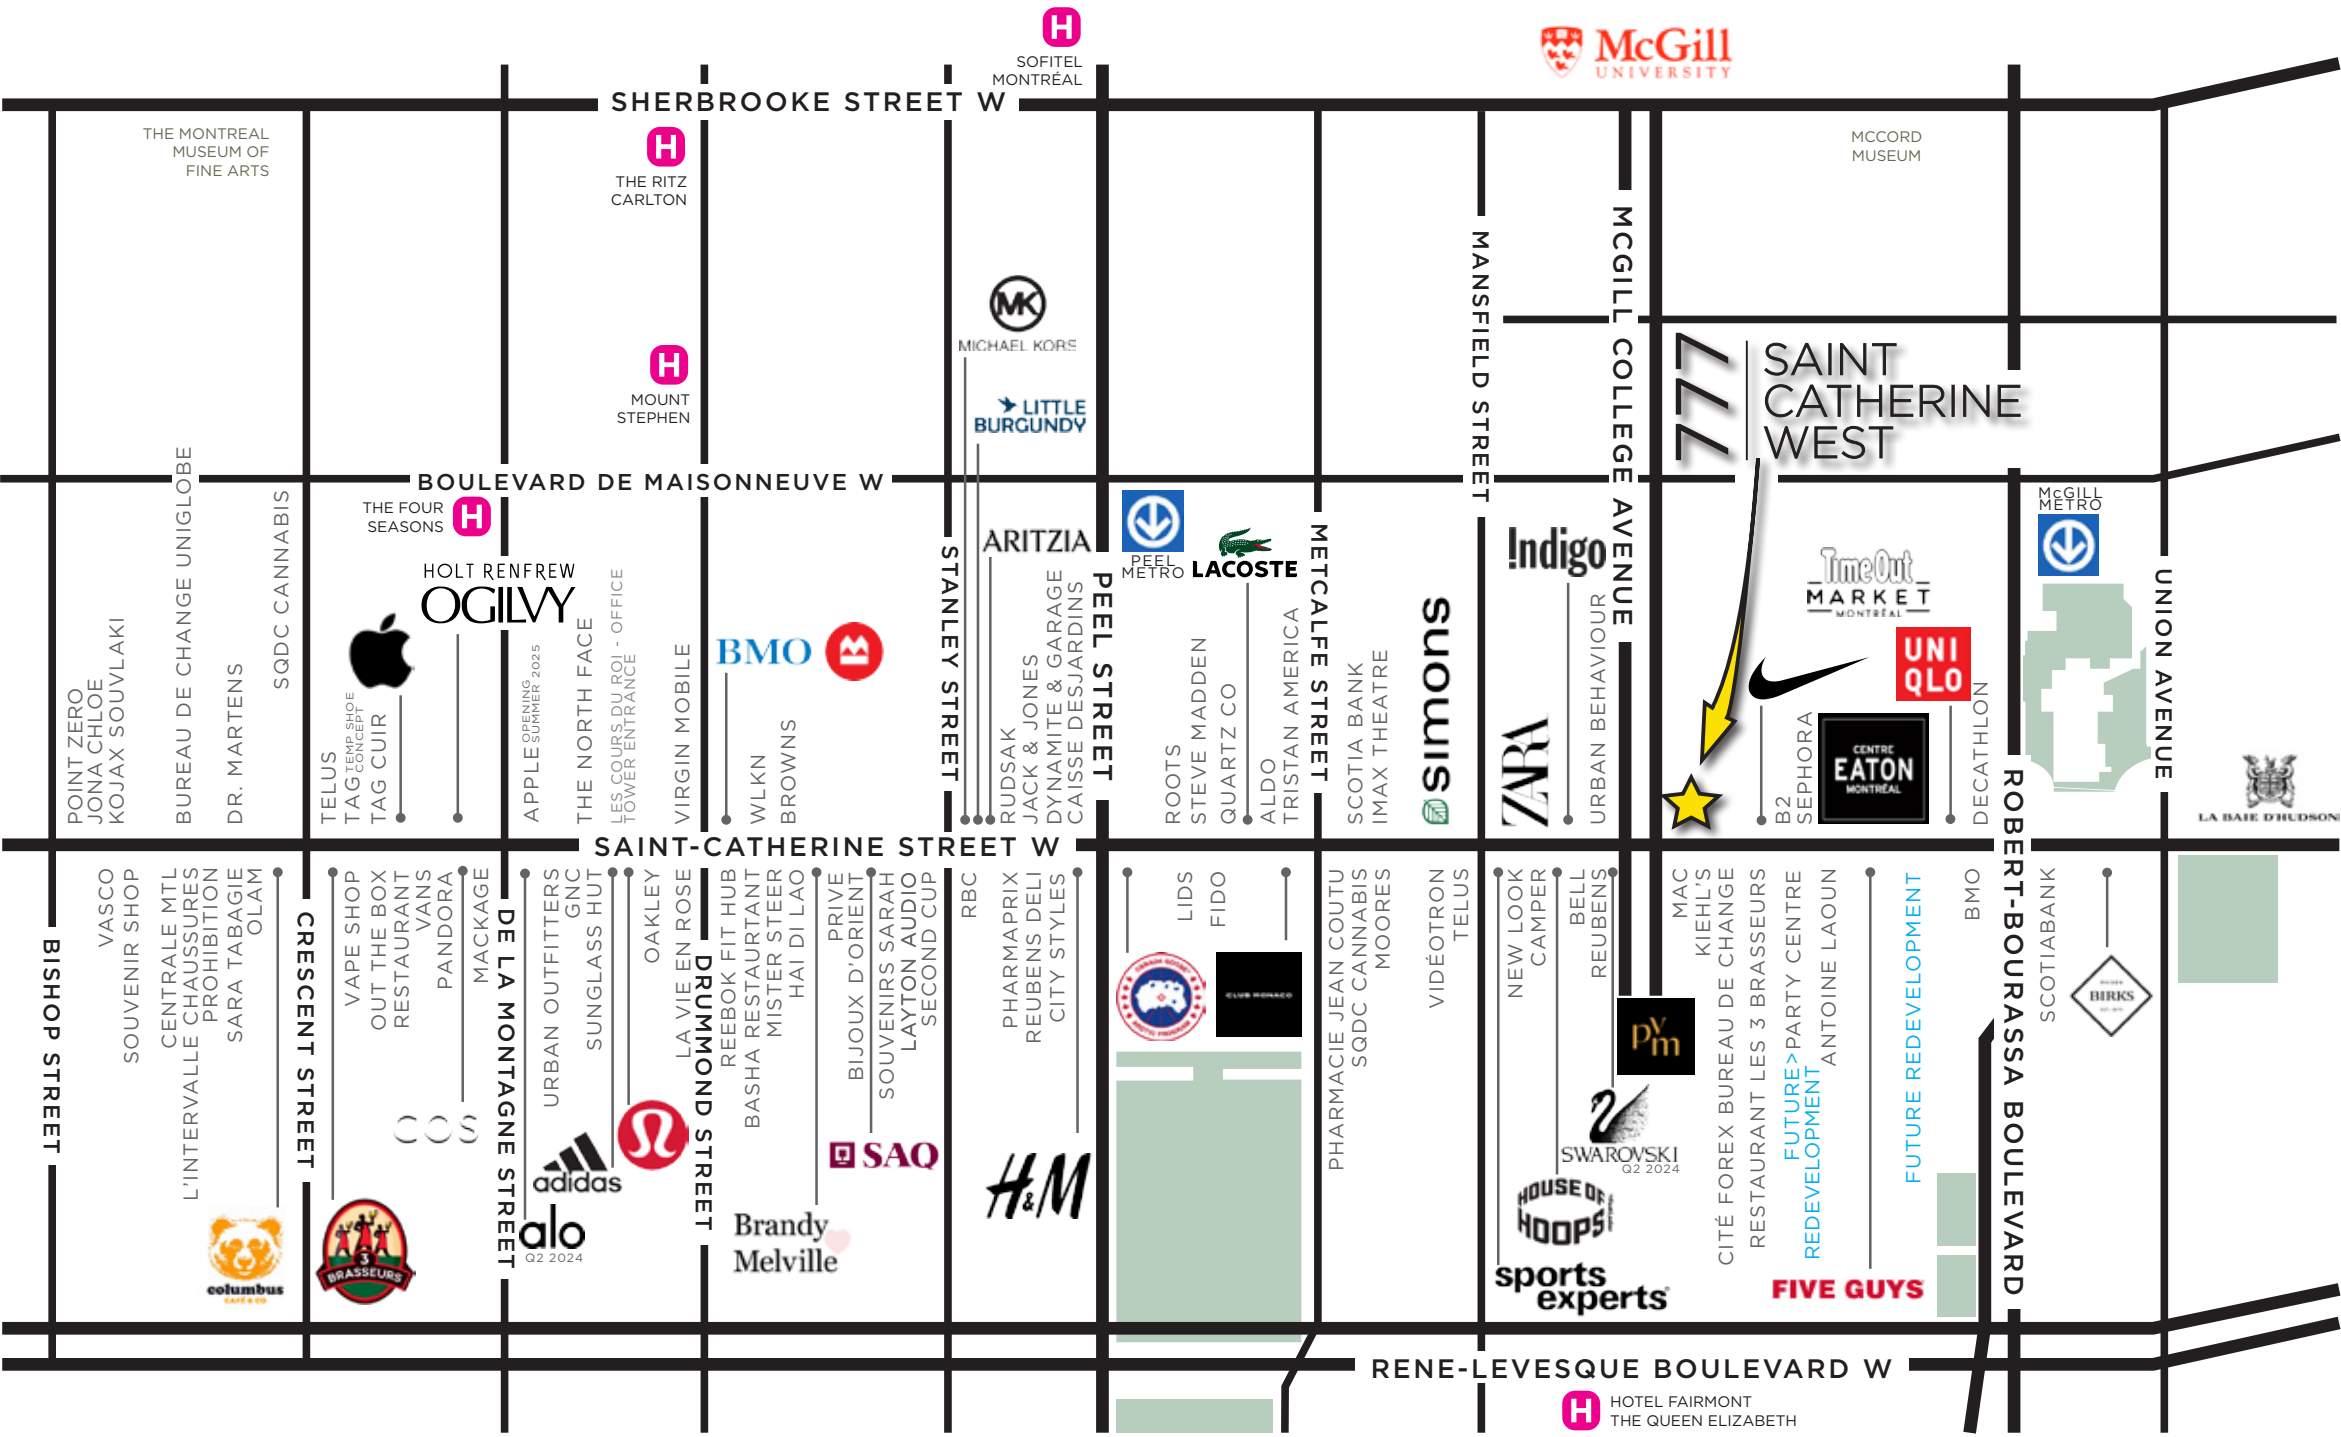 SOFITEL
MONTRÉAL
McGill
UNIVERSITY
SHERBROOKE STREET W
THE MONTREAL
MUSEUM OF
FINE ARTS
THE RITZ
CARLTON
MCCORD
MUSEUM
MK
MICHAEL KORS
MOUNT
STEPHEN
LITTLE
BURGUNDY
777
SAINT
CATHERINE
WEST
BOULEVARD DE MAISONNEUVE W
THE FOUR
SEASONS
HOLT RENFREW
OGILVY
BMO
ARITZIA
PEEL
METRO
LACOSTE
simons
!ndigo
ZARA
TimeOut
MARKET
MONTRÉAL
UNI
QLO
CENTRE
EATON
MONTRÉAL
McGILL
METRO
LA BAIE D'HUDSON
POINT ZERO
JONA CHLOE
KOJAX SOUVLAKI
BUREAU DE CHANGE UNIGLOBE
DR. MARTENS
SQDC CANNABIS
TELUS
TAG TEMP SHOE
CONCEPT
TAG CUIR
APPLE OPENING
SUMMER 2025
THE NORTH FACE
LES COURS DU ROI - OFFICE
TOWER ENTRANCE
VIRGIN MOBILE
WLKN
BROWNS
RUDSAK
JACK & JONES
DYNAMITE & GARAGE
CAISSE DESJARDINS
ROOTS
STEVE MADDEN
QUARTZ CO
ALDO
TRISTAN AMERICA
SCOTIA BANK
IMAX THEATRE
URBAN BEHAVIOUR
B2
SEPHORA
DECATHLON
SAINT-CATHERINE STREET W
VASCO
SOUVENIR SHOP
CENTRALE MTL
L'INTERVALLE CHAUSSURES
PROHIBITION
SARA TABAGIE
OLAM
VAPE SHOP
OUT THE BOX
RESTAURANT
VANS
PANDORA
MACKAGE
URBAN OUTFITTERS
GNC
SUNGLASS HUT
OAKLEY
LA VIE EN ROSE
REEBOK FIT HUB
BASHA RESTAURTANT
MISTER STEER
HAI DI LAO
PRIVE
BIJOUX D'ORIENT
SOUVENIRS SARAH
LAYTON AUDIO
SECOND CUP
RBC
PHARMAPRIX
REUBENS DELI
CITY STYLES
LIDS
FIDO
PHARMACIE JEAN COUTU
SQDC CANNABIS
MOORES
VIDÉOTRON
TELUS
NEW LOOK
CAMPER
BELL
REUBENS
MAC
KIEHL'S
CITÉ FOREX BUREAU DE CHANGE
RESTAURANT LES 3 BRASSEURS
FUTURE>PARTY CENTRE
REDEVELOPMENT
ANTOINE LAOUN
FUTURE REDEVELOPMENT
BMO
SCOTIABANK
BISHOP STREET
CRESCENT STREET
DE LA MONTAGNE STREET
DRUMMOND STREET
STANLEY STREET
PEEL STREET
METCALFE STREET
MANSFIELD STREET
MCGILL COLLEGE AVENUE
ROBERT-BOURASSA BOULEVARD
UNION AVENUE
CANADA GOOSE
ARCTIC PROGRAM
CLUB MONACO
BIRKS
pvm
COS
adidas
SAQ
H&M
SWAROVSKI
Q2 2024
HOUSE OF
HOOPS
columbus
CAFÉ & CO
3
BRASSEURS
alo
Q2 2024
Brandy
Melville
sports
experts
FIVE GUYS
RENE-LEVESQUE BOULEVARD W
HOTEL FAIRMONT
THE QUEEN ELIZABETH